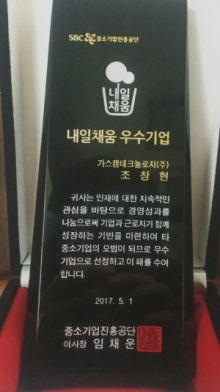 SBC 중소기업진흥공단
내일
채움
내일채움 우수기업
가스켐테크놀로지(주)
조 창 현
귀사는 인재에 대한 지속적인
관심을 바탕으로 경영성과를
나눔으로써 기업과 근로자가 함께
성장하는 기반을 마련하여 타
중소기업의 모범이 되므로 우수
기업으로 선정하고 이 패를 수여
합니다.
2017. 5. 1
중소기업진흥공단
이사장 임 채 운